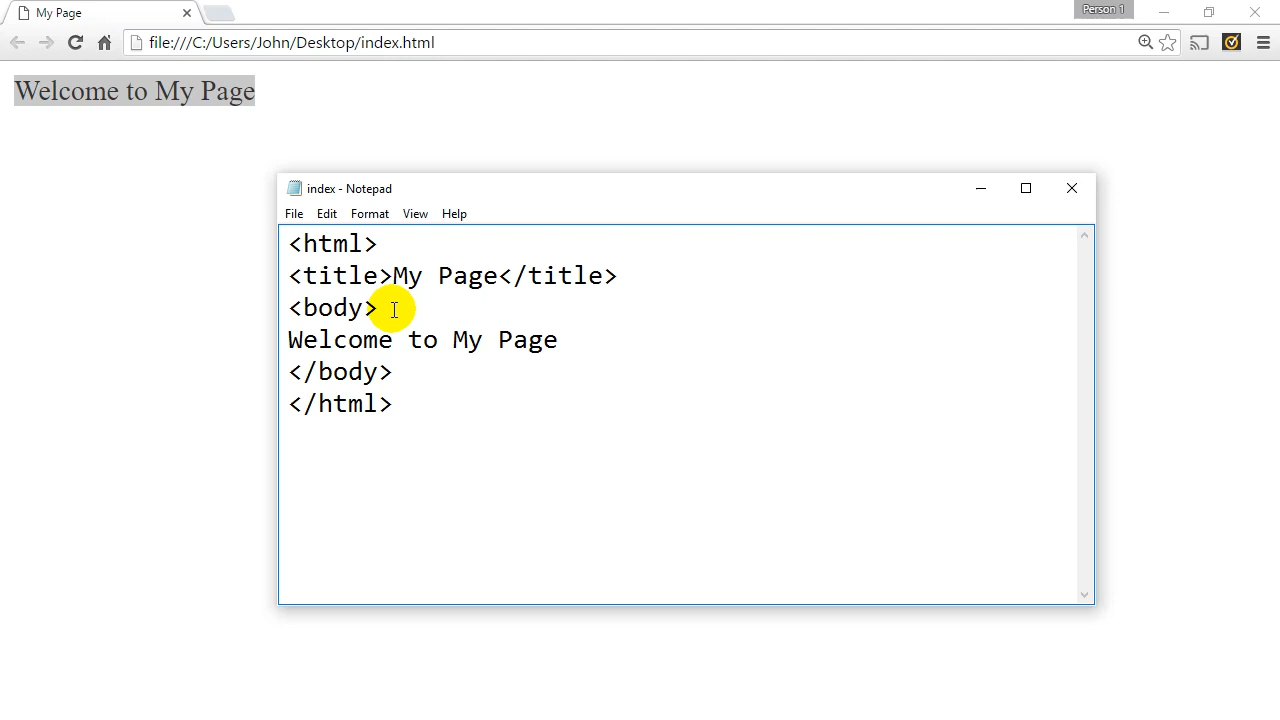 My Page
Person 1
file:///C:/Users/John/Desktop/index.html
Welcome to My Page
index - Notepad
File Edit Format View Help
<html>
<title>My Page</title>
<body>
Welcome to My Page
</body>
</html>